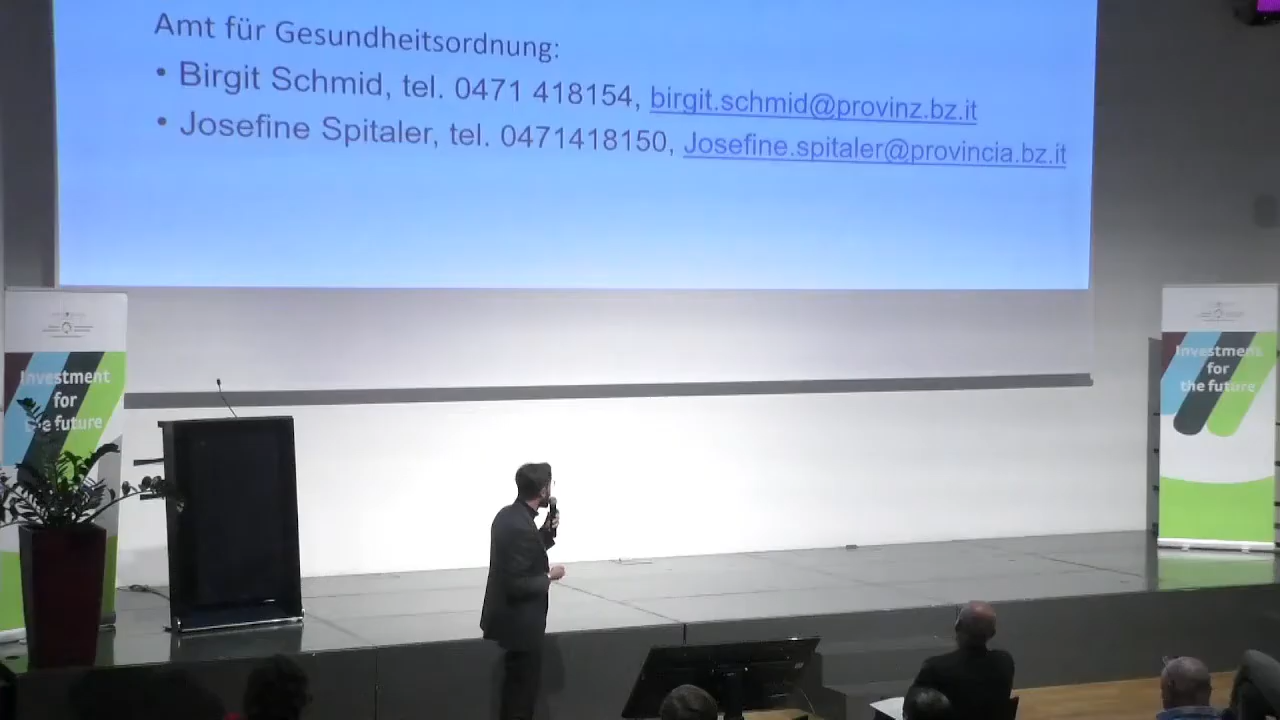 Amt für Gesundheitsordnung:
• Birgit Schmid, tel. 0471 418154, birgit.schmid@provinz.bz.it
• Josefine Spitaler, tel. 0471418150, Josefine.spitaler@provincia.bz.it
Investment
for
the future
Investment
for
the future